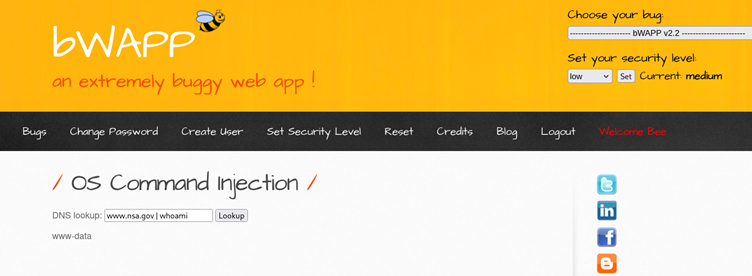 Choose your bug:
---------------------- bWAPP v2.2 -----------------------
bWAPP
an extremely buggy web app !
Set your security level:
low Set Current: medium
Bugs Change Password Create User Set Security Level Reset Credits Blog Logout Welcome Bee
/ OS Command Injection /
DNS lookup: www.nsa.gov | whoami Lookup
www-data